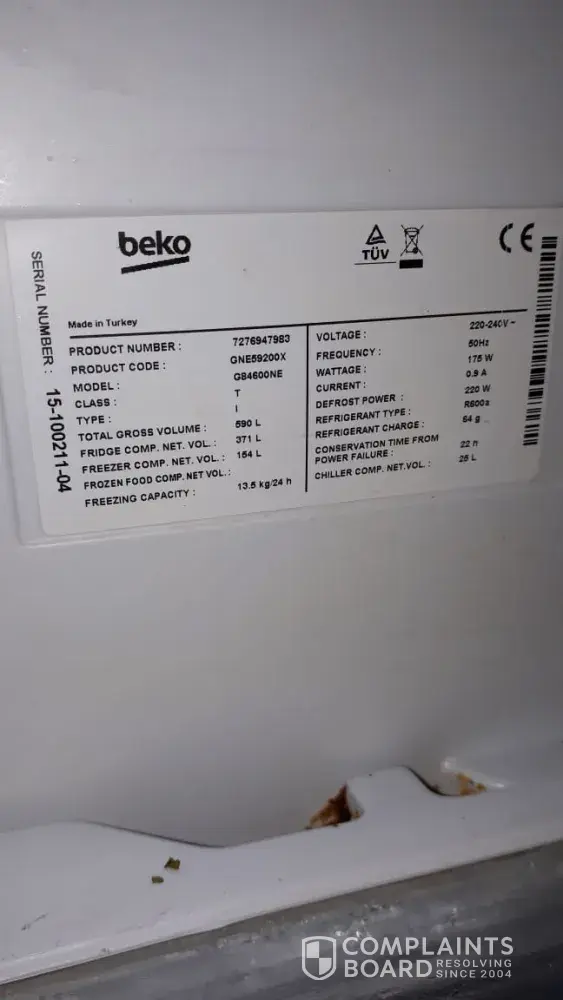 beko
TÜV
CE
SERIAL NUMBER : 15-100211-04
Made in Turkey
PRODUCT NUMBER : 7276947983
PRODUCT CODE : GNE59200X
MODEL : GB4600NE
CLASS : T
TYPE : I
TOTAL GROSS VOLUME : 590 L
FRIDGE COMP. NET. VOL. : 371 L
FREEZER COMP. NET. VOL. : 154 L
FROZEN FOOD COMP. NET VOL. :
FREEZING CAPACITY : 13.5 kg/24 h
VOLTAGE : 220-240V ~
FREQUENCY : 50Hz
WATTAGE : 175 W
CURRENT : 0.9 A
DEFROST POWER : 220 W
REFRIGERANT TYPE : R600a
REFRIGERANT CHARGE : 64 g
CONSERVATION TIME FROM
POWER FAILURE : 22 h
CHILLER COMP. NET.VOL. : 25 L
COMPLAINTS
BOARD RESOLVING
SINCE 2004